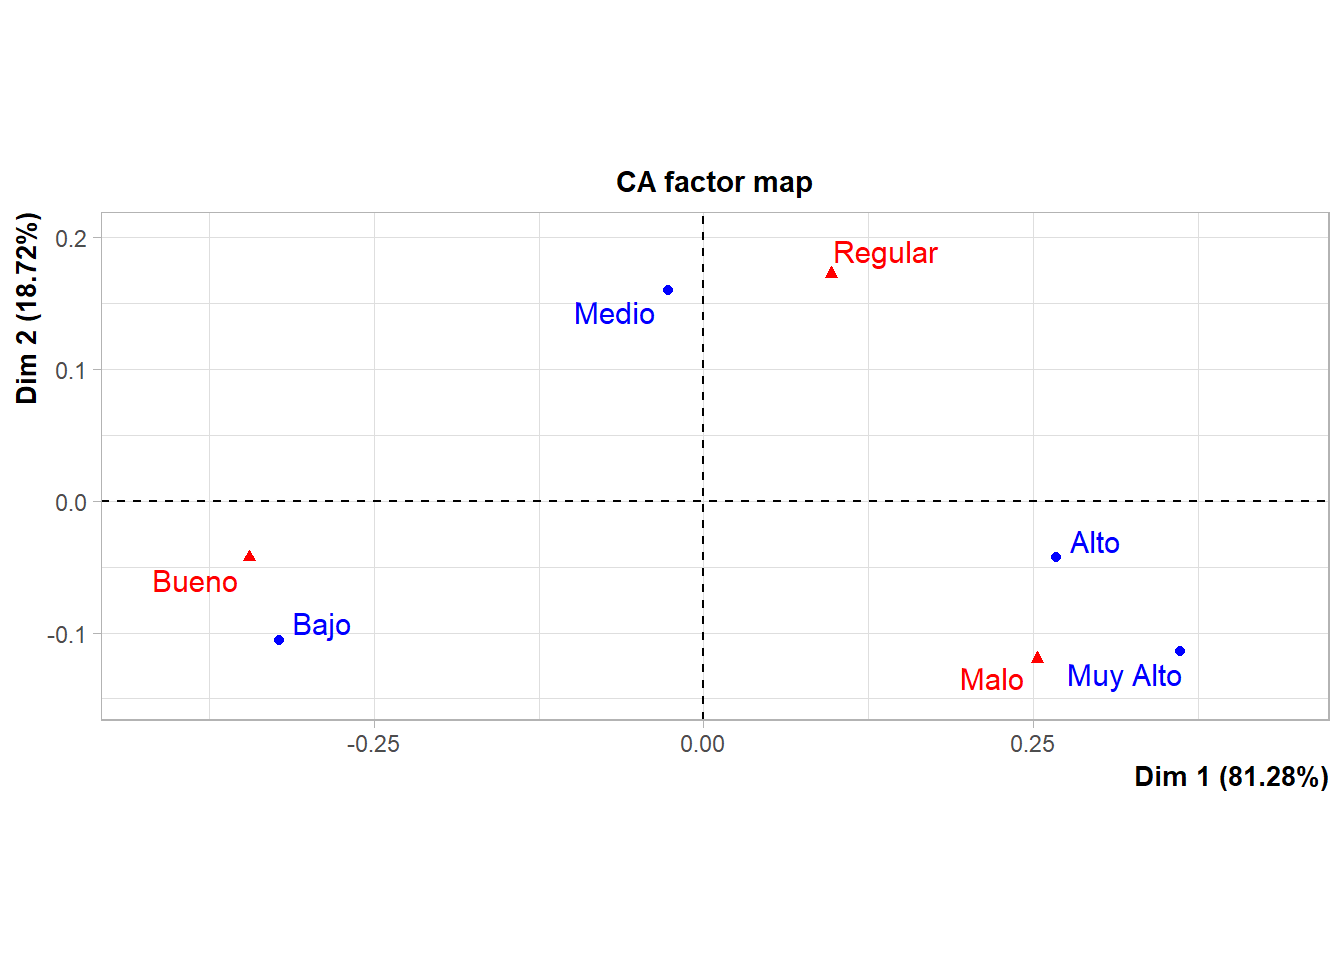 CA factor map
Dim 2 (18.72%)
0.2
0.1
0.0
-0.1
Regular
Medio
Alto
Bueno
Bajo
Malo
Muy Alto
-0.25
0.00
0.25
Dim 1 (81.28%)